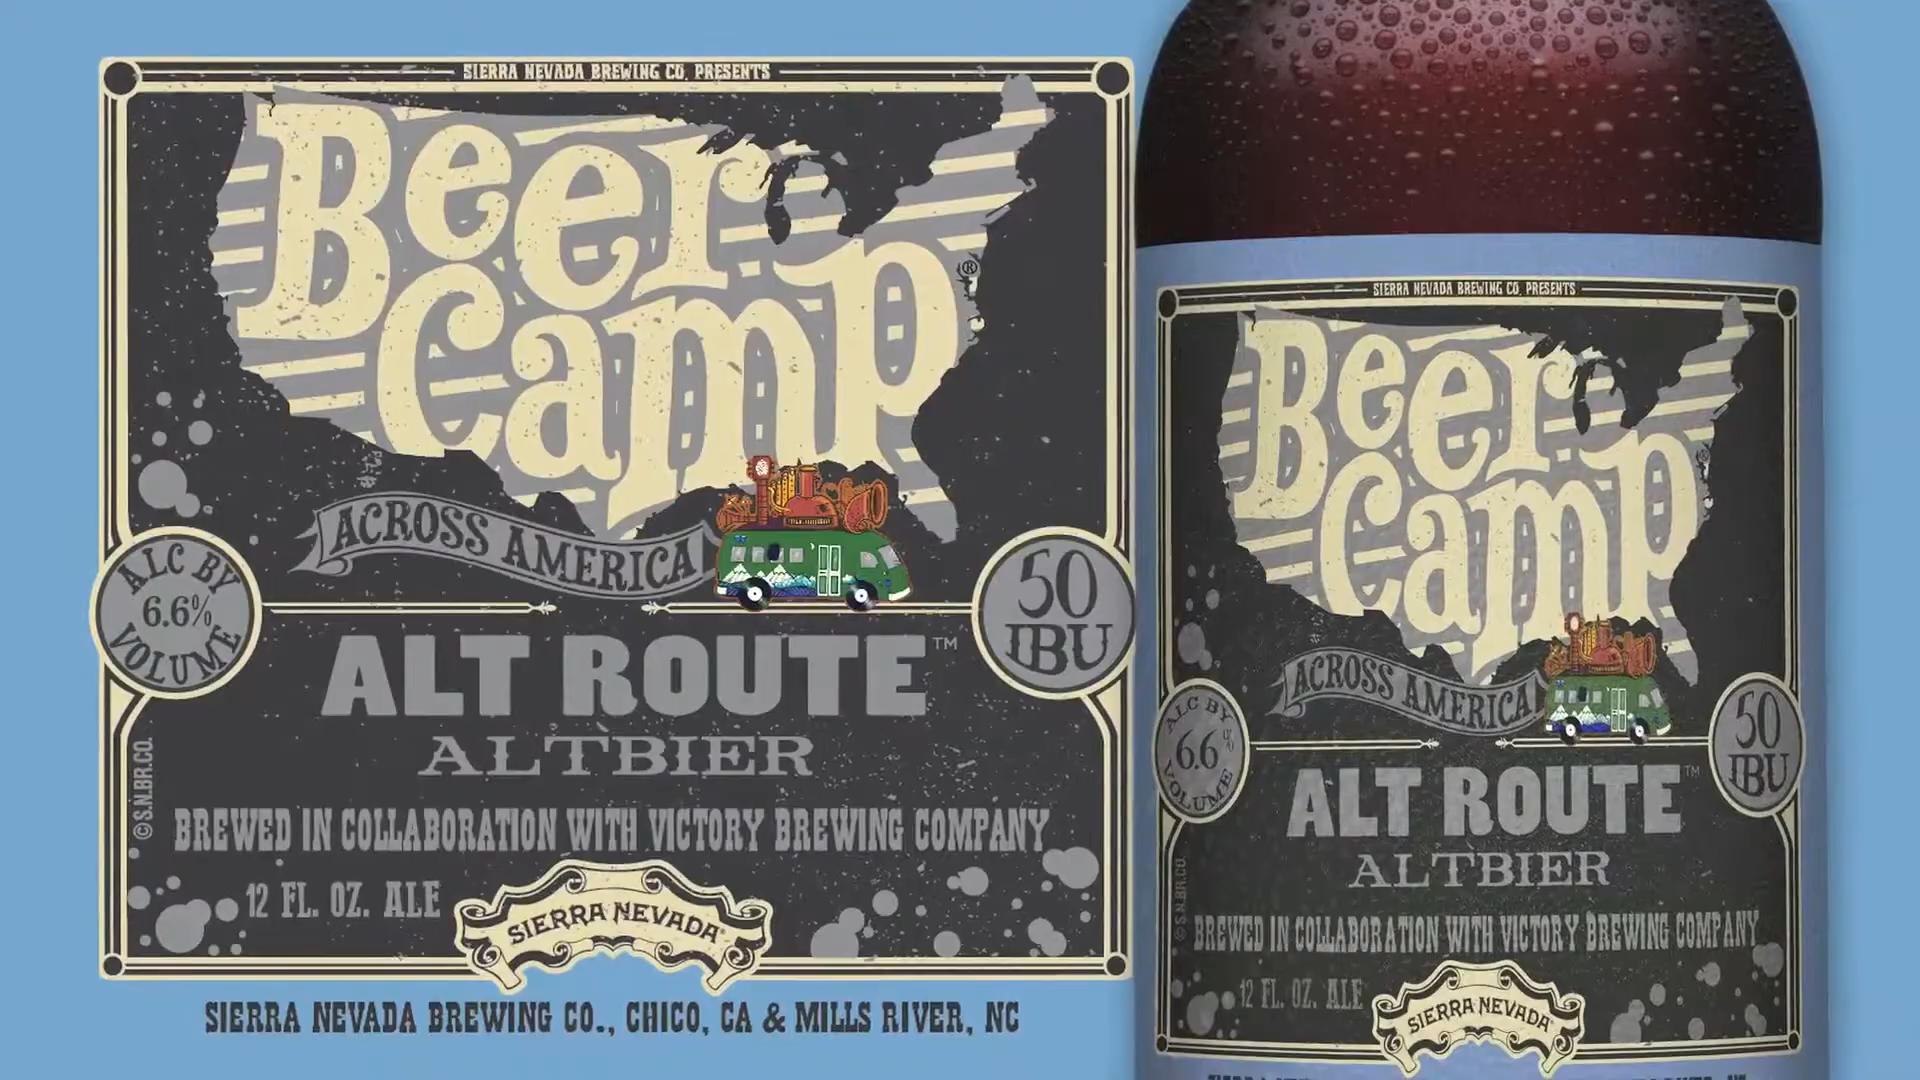 SIERRA NEVADA BREWING CO. PRESENTS
Beer
Camp®
ACROSS AMERICA
ALC BY
6.6%
VOLUME
50
IBU
ALT ROUTE™
ALTBIER
©S.N.BR.CO.
BREWED IN COLLABORATION WITH VICTORY BREWING COMPANY
12 FL. OZ. ALE
SIERRA NEVADA®
SIERRA NEVADA BREWING CO., CHICO, CA & MILLS RIVER, NC
SIERRA NEVADA BREWING CO. PRESENTS
Beer
Camp®
ACROSS AMERICA
ALC BY
6.6%
VOLUME
50
IBU
ALT ROUTE™
ALTBIER
©S.N.BR.CO.
BREWED IN COLLABORATION WITH VICTORY BREWING COMPANY
12 FL. OZ. ALE
SIERRA NEVADA®